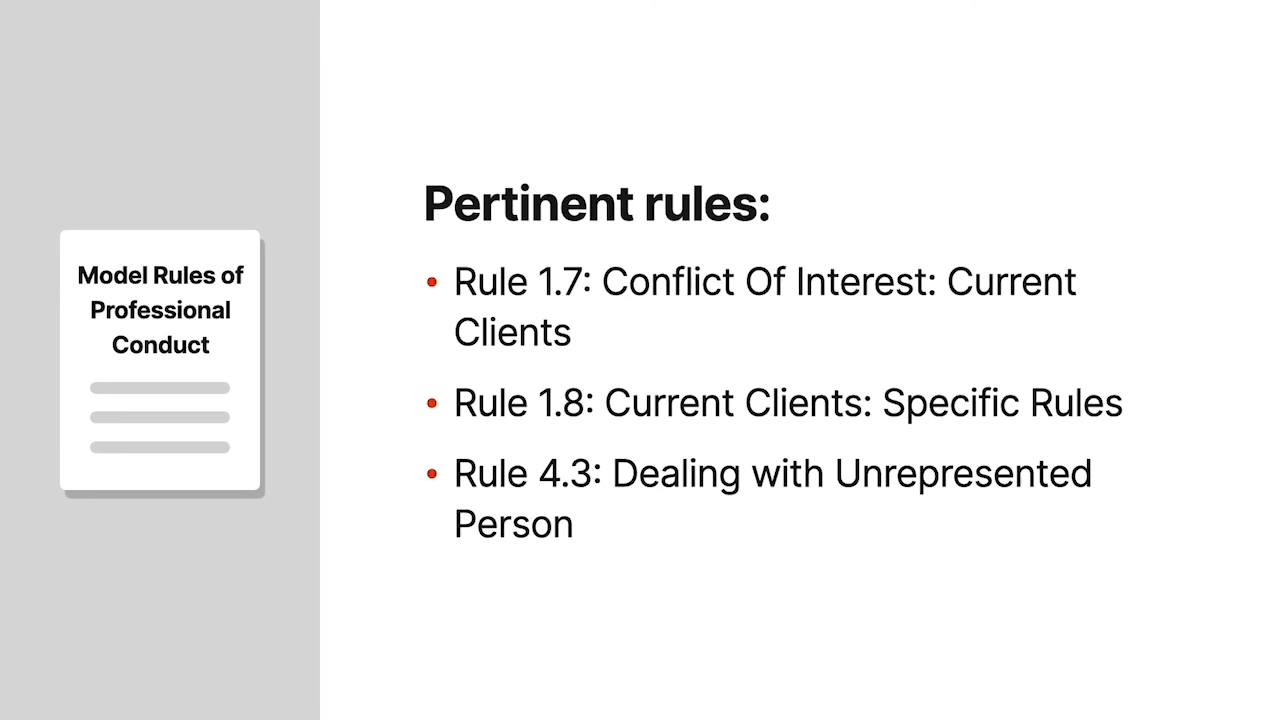 Model Rules of
Professional
Conduct
Pertinent rules:
• Rule 1.7: Conflict Of Interest: Current
Clients
• Rule 1.8: Current Clients: Specific Rules
• Rule 4.3: Dealing with Unrepresented
Person